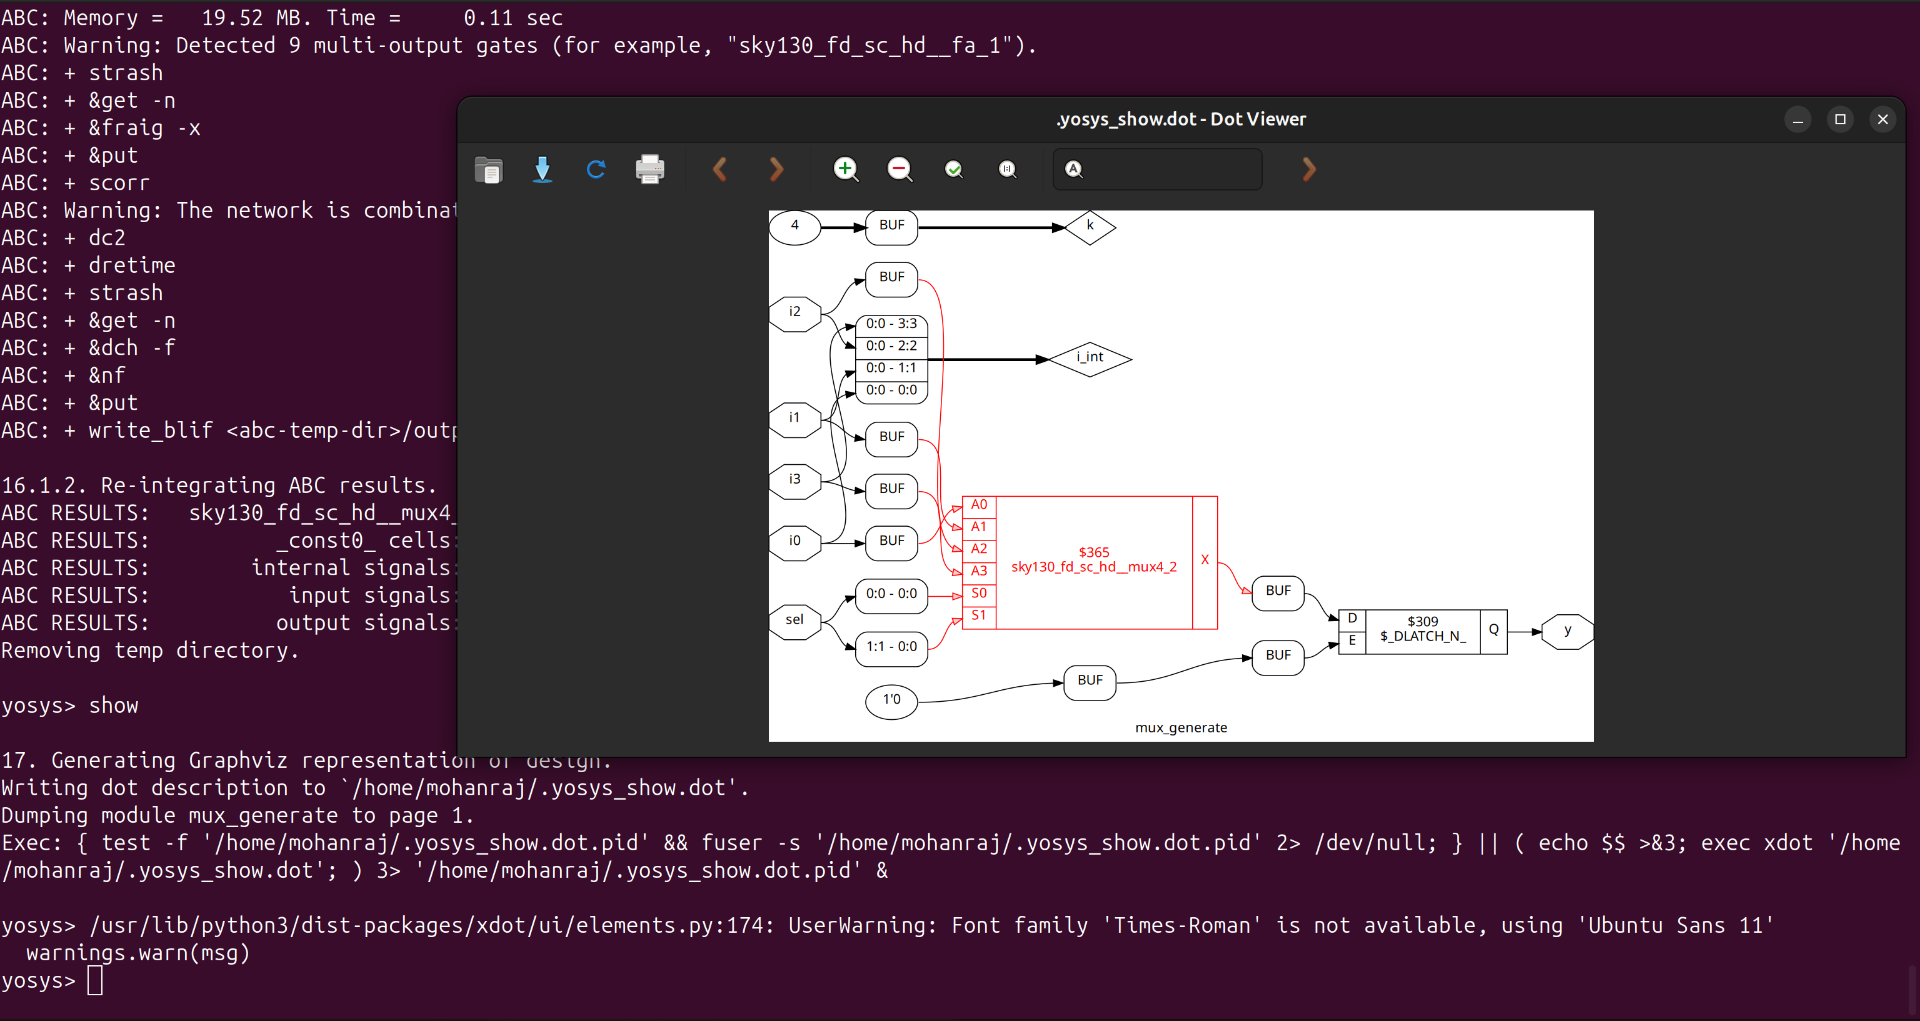 ABC: Memory =   19.52 MB. Time =     0.11 sec
ABC: Warning: Detected 9 multi-output gates (for example, "sky130_fd_sc_hd__fa_1").
ABC: + strash
ABC: + &get -n
ABC: + &fraig -x
ABC: + &put
ABC: + scorr
ABC: Warning: The network is combinat
ABC: + dc2
ABC: + dretime
ABC: + strash
ABC: + &get -n
ABC: + &dch -f
ABC: + &nf
ABC: + &put
ABC: + write_blif <abc-temp-dir>/outp
16.1.2. Re-integrating ABC results.
ABC RESULTS:   sky130_fd_sc_hd__mux4_
ABC RESULTS:          _const0_ cells:
ABC RESULTS:        internal signals:
ABC RESULTS:           input signals:
ABC RESULTS:          output signals:
Removing temp directory.
yosys> show
17. Generating Graphviz representation of design.
Writing dot description to `/home/mohanraj/.yosys_show.dot'.
Dumping module mux_generate to page 1.
Exec: { test -f '/home/mohanraj/.yosys_show.dot.pid' && fuser -s '/home/mohanraj/.yosys_show.dot.pid' 2> /dev/null; } || ( echo $$ >&3; exec xdot '/home
/mohanraj/.yosys_show.dot'; ) 3> '/home/mohanraj/.yosys_show.dot.pid' &
yosys> /usr/lib/python3/dist-packages/xdot/ui/elements.py:174: UserWarning: Font family 'Times-Roman' is not available, using 'Ubuntu Sans 11'
  warnings.warn(msg)
yosys>
.yosys_show.dot - Dot Viewer
4
BUF
k
BUF
i2
0:0 - 3:3
0:0 - 2:2
0:0 - 1:1
0:0 - 0:0
i_int
i1
BUF
i3
BUF
i0
BUF
A0
A1
A2
A3
S0
S1
$365
sky130_fd_sc_hd__mux4_2
X
sel
0:0 - 0:0
1:1 - 0:0
BUF
BUF
D
E
$309
$_DLATCH_N_
Q
y
1'0
BUF
mux_generate